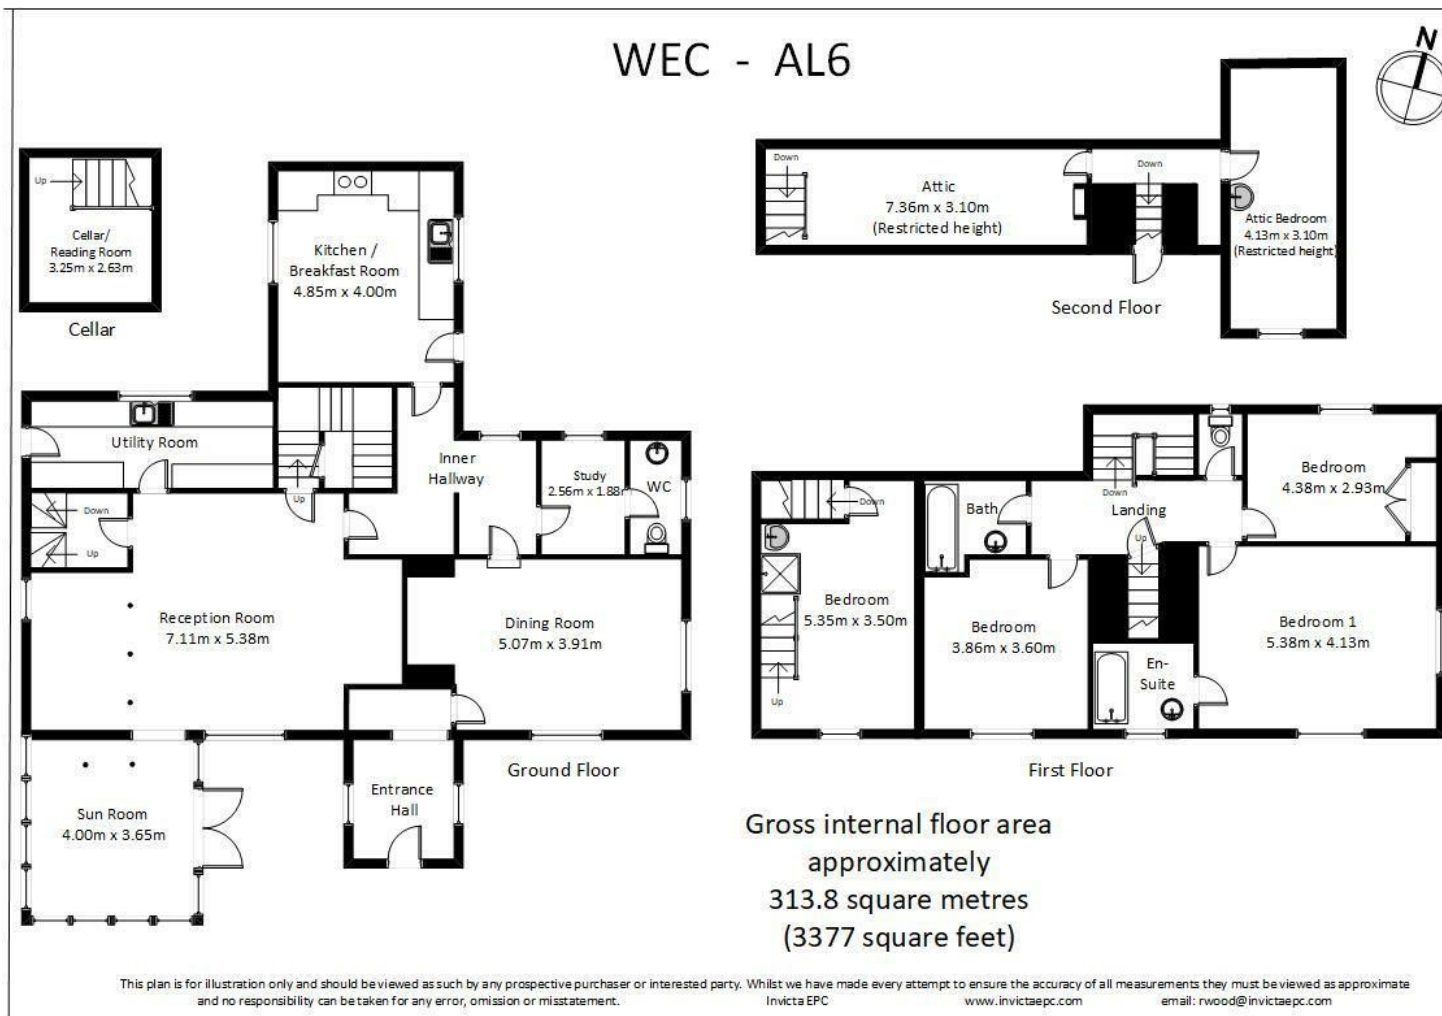 WEC - AL6
N
Up
Cellar/
Reading Room
3.25m x 2.63m
Cellar
Kitchen /
Breakfast Room
4.85m x 4.00m
Utility Room
Down
Up
Up
Inner
Hallway
Study
2.56m x 1.88m
WC
Reception Room
7.11m x 5.38m
Dining Room
5.07m x 3.91m
Sun Room
4.00m x 3.65m
Entrance
Hall
Ground Floor
Down
Attic
7.36m x 3.10m
(Restricted height)
Down
Attic Bedroom
4.13m x 3.10m
(Restricted height)
Second Floor
Down
Bedroom
5.35m x 3.50m
Up
Bath
Down
Landing
Up
Bedroom
4.38m x 2.93m
Bedroom
3.86m x 3.60m
En-
Suite
Bedroom 1
5.38m x 4.13m
First Floor
Gross internal floor area
approximately
313.8 square metres
(3377 square feet)
This plan is for illustration only and should be viewed as such by any prospective purchaser or interested party. Whilst we have made every attempt to ensure the accuracy of all measurements they must be viewed as approximate
and no responsibility can be taken for any error, omission or misstatement. Invicta EPC www.invictaepc.com email: rwood@invictaepc.com